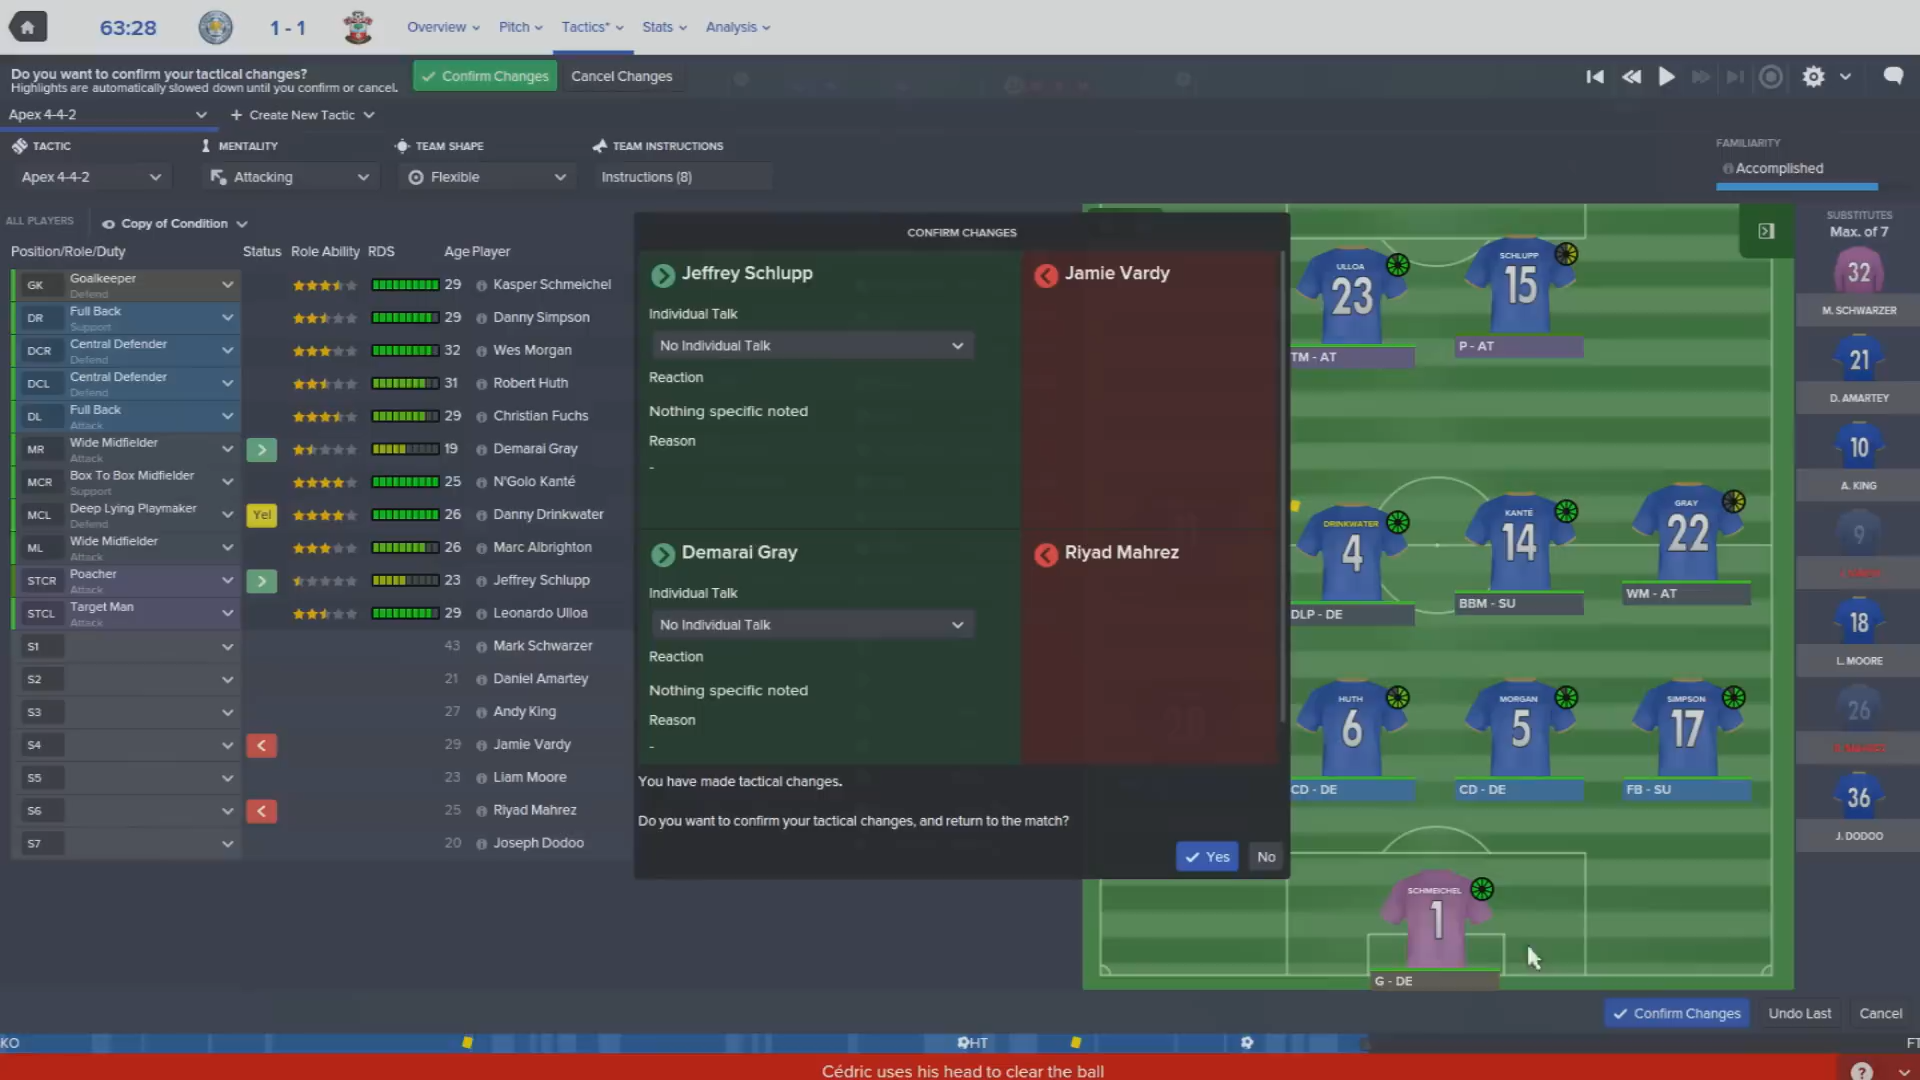 63:28
1 - 1
Overview
Pitch
Tactics*
Stats
Analysis
Do you want to confirm your tactical changes?
Highlights are automatically slowed down until you confirm or cancel.
Confirm Changes
Cancel Changes
Apex 4-4-2
Create New Tactic
TACTIC
MENTALITY
TEAM SHAPE
TEAM INSTRUCTIONS
Apex 4-4-2
Attacking
Flexible
Instructions (8)
FAMILIARITY
Accomplished
ALL PLAYERS
Copy of Condition
Position/Role/Duty Status Role Ability RDS Age Player
GK Goalkeeper Defend 29 Kasper Schmeichel
DR Full Back Support 29 Danny Simpson
DCR Central Defender Defend 32 Wes Morgan
DCL Central Defender Defend 31 Robert Huth
DL Full Back Attack 29 Christian Fuchs
MR Wide Midfielder Attack 19 Demarai Gray
MCR Box To Box Midfielder Support 25 N'Golo Kanté
MCL Deep Lying Playmaker Defend Yel 26 Danny Drinkwater
ML Wide Midfielder Attack 26 Marc Albrighton
STCR Poacher Attack 23 Jeffrey Schlupp
STCL Target Man Attack 29 Leonardo Ulloa
S1 43 Mark Schwarzer
S2 21 Daniel Amartey
S3 27 Andy King
S4 29 Jamie Vardy
S5 23 Liam Moore
S6 25 Riyad Mahrez
S7 20 Joseph Dodoo
CONFIRM CHANGES
Jeffrey Schlupp
Jamie Vardy
Individual Talk
No Individual Talk
Reaction
Nothing specific noted
Reason
-
Demarai Gray
Riyad Mahrez
Individual Talk
No Individual Talk
Reaction
Nothing specific noted
Reason
-
You have made tactical changes.
Do you want to confirm your tactical changes, and return to the match?
Yes
No
ULLOA
23
TM - AT
SCHLUPP
15
P - AT
DRINKWATER
4
DLP - DE
KANTÉ
14
BBM - SU
GRAY
22
WM - AT
HUTH
6
CD - DE
MORGAN
5
CD - DE
SIMPSON
17
FB - SU
SCHMEICHEL
1
G - DE
SUBSTITUTES
Max. of 7
32
M. SCHWARZER
21
D. AMARTEY
10
A. KING
9
18
L. MOORE
26
36
J. DODOO
Confirm Changes
Undo Last
Cancel
KO
HT
FT
Cédric uses his head to clear the ball
?